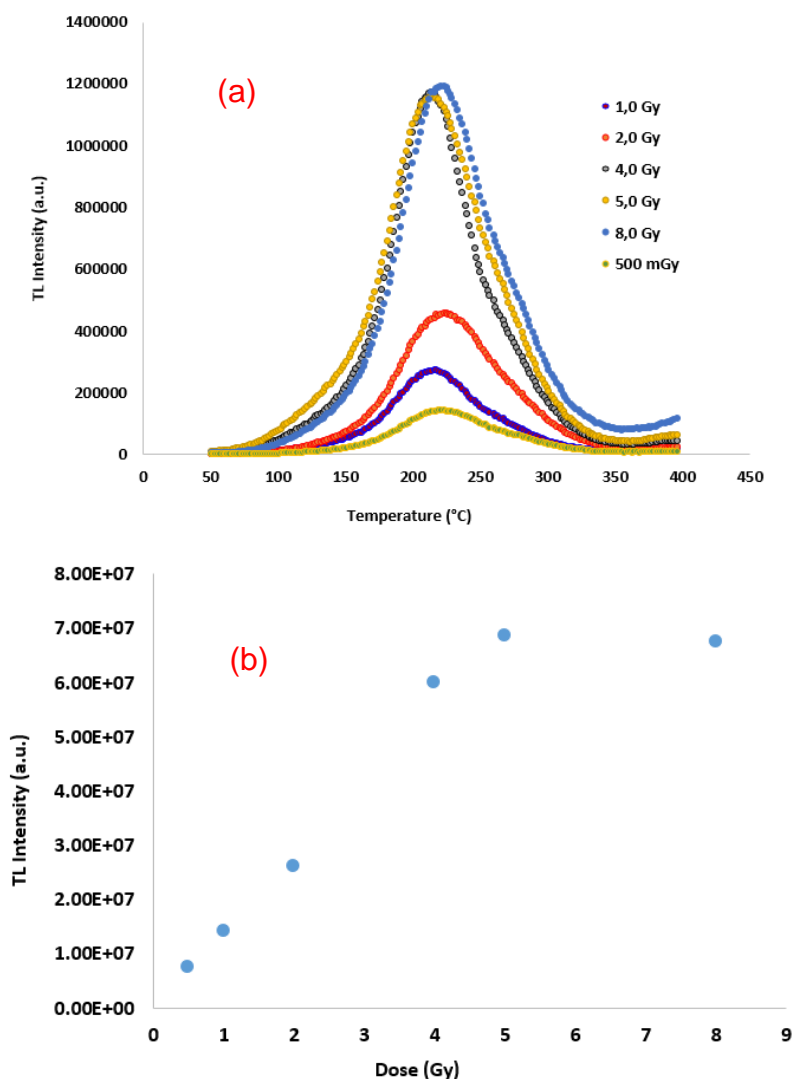 (a)
TL Intensity (a.u.)
1400000
1200000
1000000
800000
600000
400000
200000
0
0 50 100 150 200 250 300 350 400 450
Temperature (°C)
1,0 Gy
2,0 Gy
4,0 Gy
5,0 Gy
8,0 Gy
500 mGy
(b)
TL Intensity (a.u.)
8.00E+07
7.00E+07
6.00E+07
5.00E+07
4.00E+07
3.00E+07
2.00E+07
1.00E+07
0.00E+00
0 1 2 3 4 5 6 7 8 9
Dose (Gy)